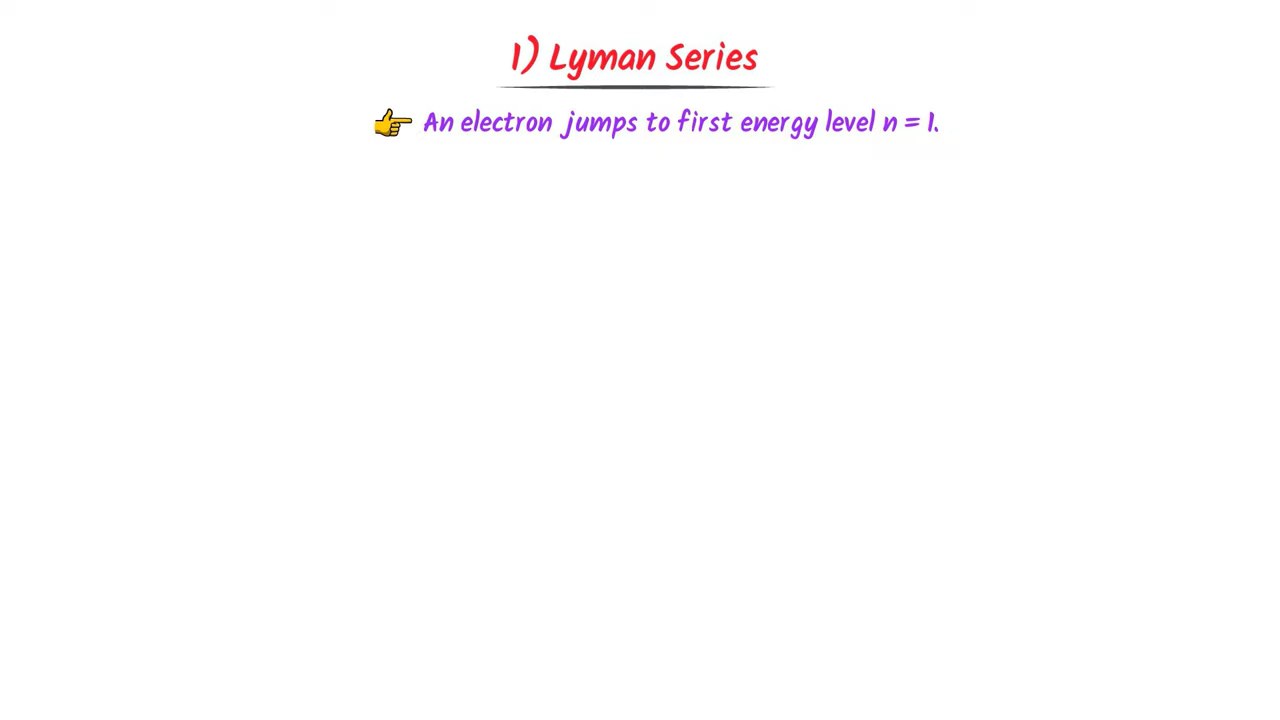 1) Lyman Series
👉 An electron jumps to first energy level n = 1.